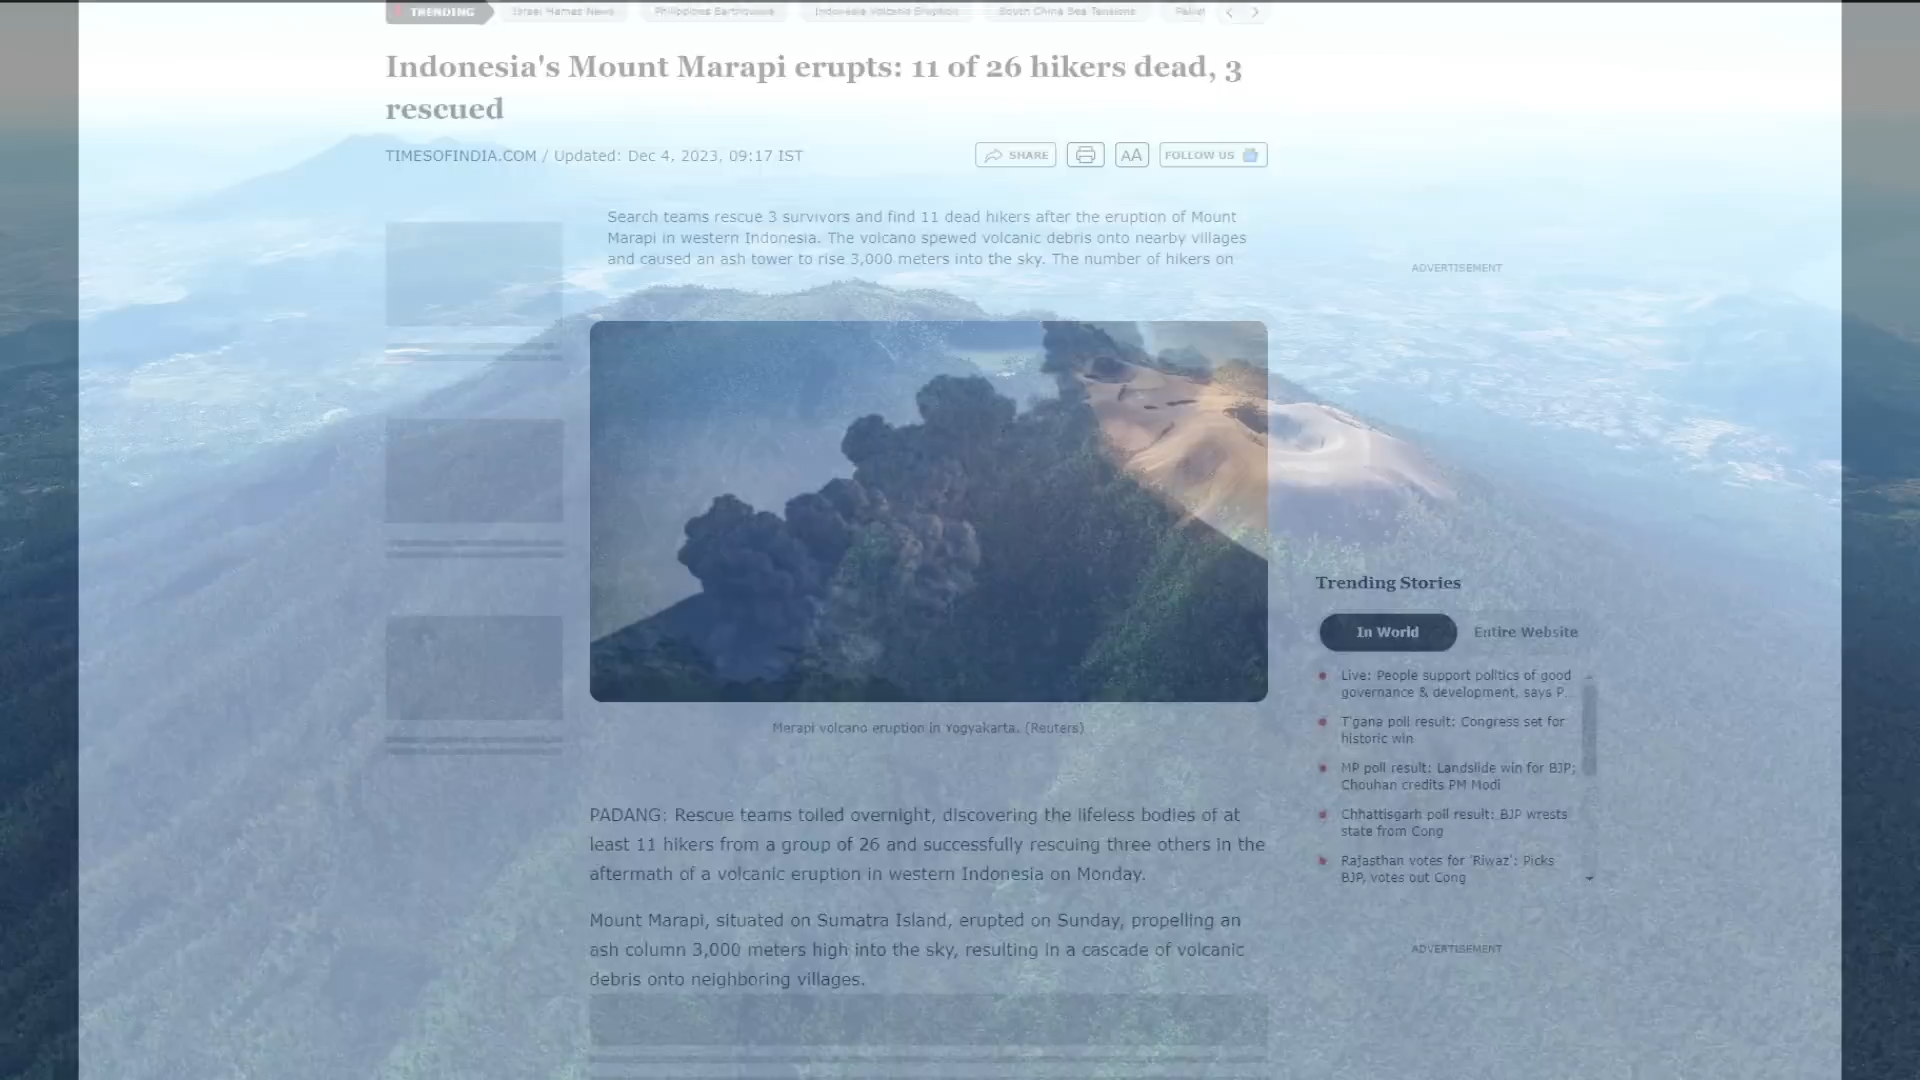 TRENDING
Israel Hamas News
Philippines Earthquake
Indonesia Volcanic Eruption
South China Sea Tensions
Indonesia's Mount Marapi erupts: 11 of 26 hikers dead, 3
rescued
TIMESOFINDIA.COM / Updated: Dec 4, 2023, 09:17 IST
SHARE
AA
FOLLOW US
Search teams rescue 3 survivors and find 11 dead hikers after the eruption of Mount
Marapi in western Indonesia. The volcano spewed volcanic debris onto nearby villages
and caused an ash tower to rise 3,000 meters into the sky. The number of hikers on
ADVERTISEMENT
Merapi volcano eruption in Yogyakarta. (Reuters)
PADANG: Rescue teams toiled overnight, discovering the lifeless bodies of at
least 11 hikers from a group of 26 and successfully rescuing three others in the
aftermath of a volcanic eruption in western Indonesia on Monday.
Mount Marapi, situated on Sumatra Island, erupted on Sunday, propelling an
ash column 3,000 meters high into the sky, resulting in a cascade of volcanic
debris onto neighboring villages.
Trending Stories
In World
Entire Website
Live: People support politics of good
governance & development, says P...
T'gana poll result: Congress set for
historic win
MP poll result: Landslide win for BJP;
Chouhan credits PM Modi
Chhattisgarh poll result: BJP wrests
state from Cong
Rajasthan votes for 'Riwaz': Picks
BJP, votes out Cong
ADVERTISEMENT